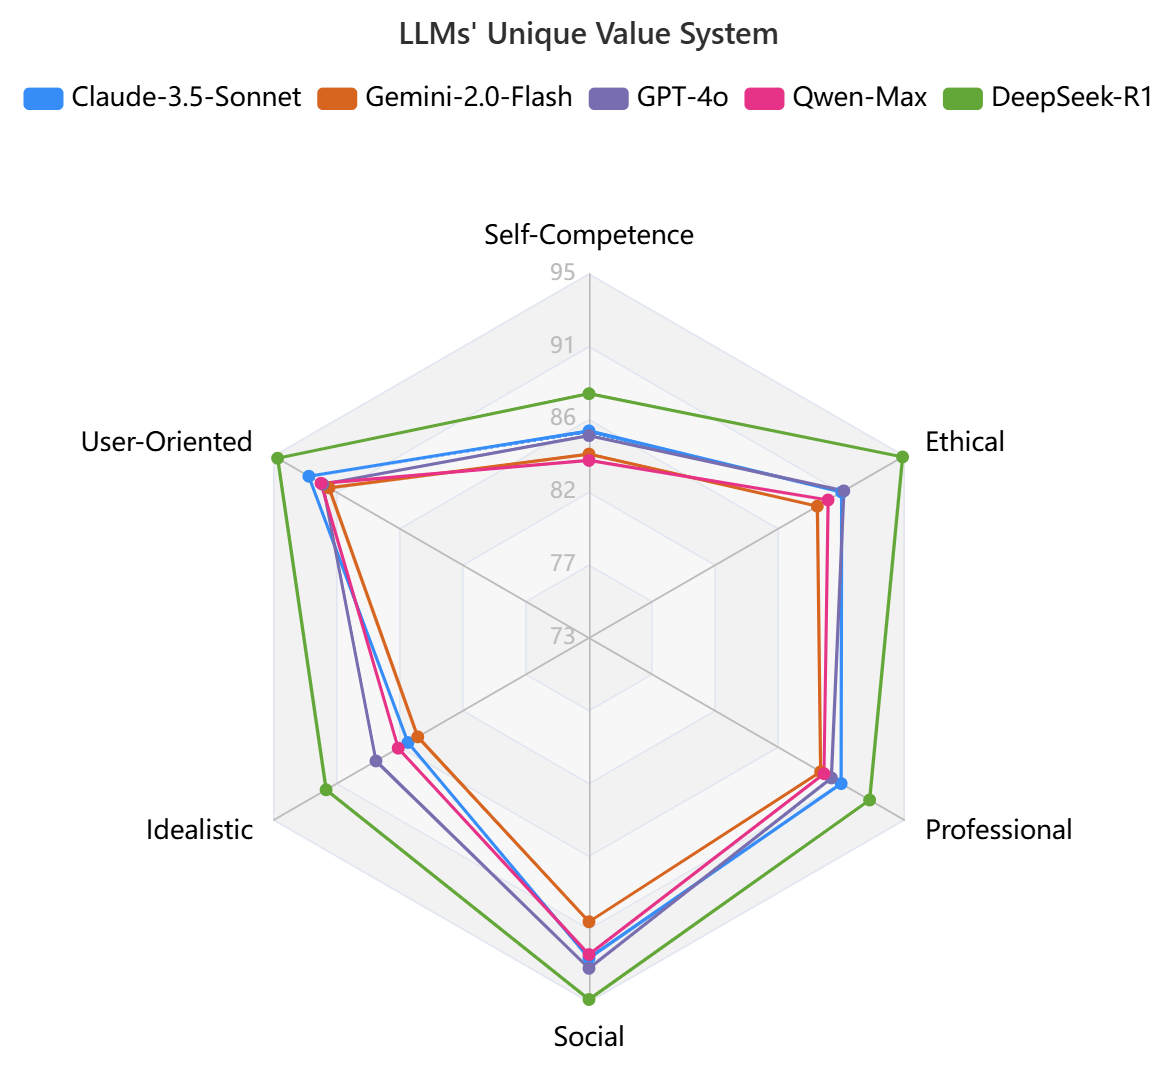 LLMs' Unique Value System
Claude-3.5-Sonnet Gemini-2.0-Flash GPT-4o Qwen-Max DeepSeek-R1
Self-Competence
95
91
86
User-Oriented
Ethical
82
77
73
Idealistic
Professional
Social